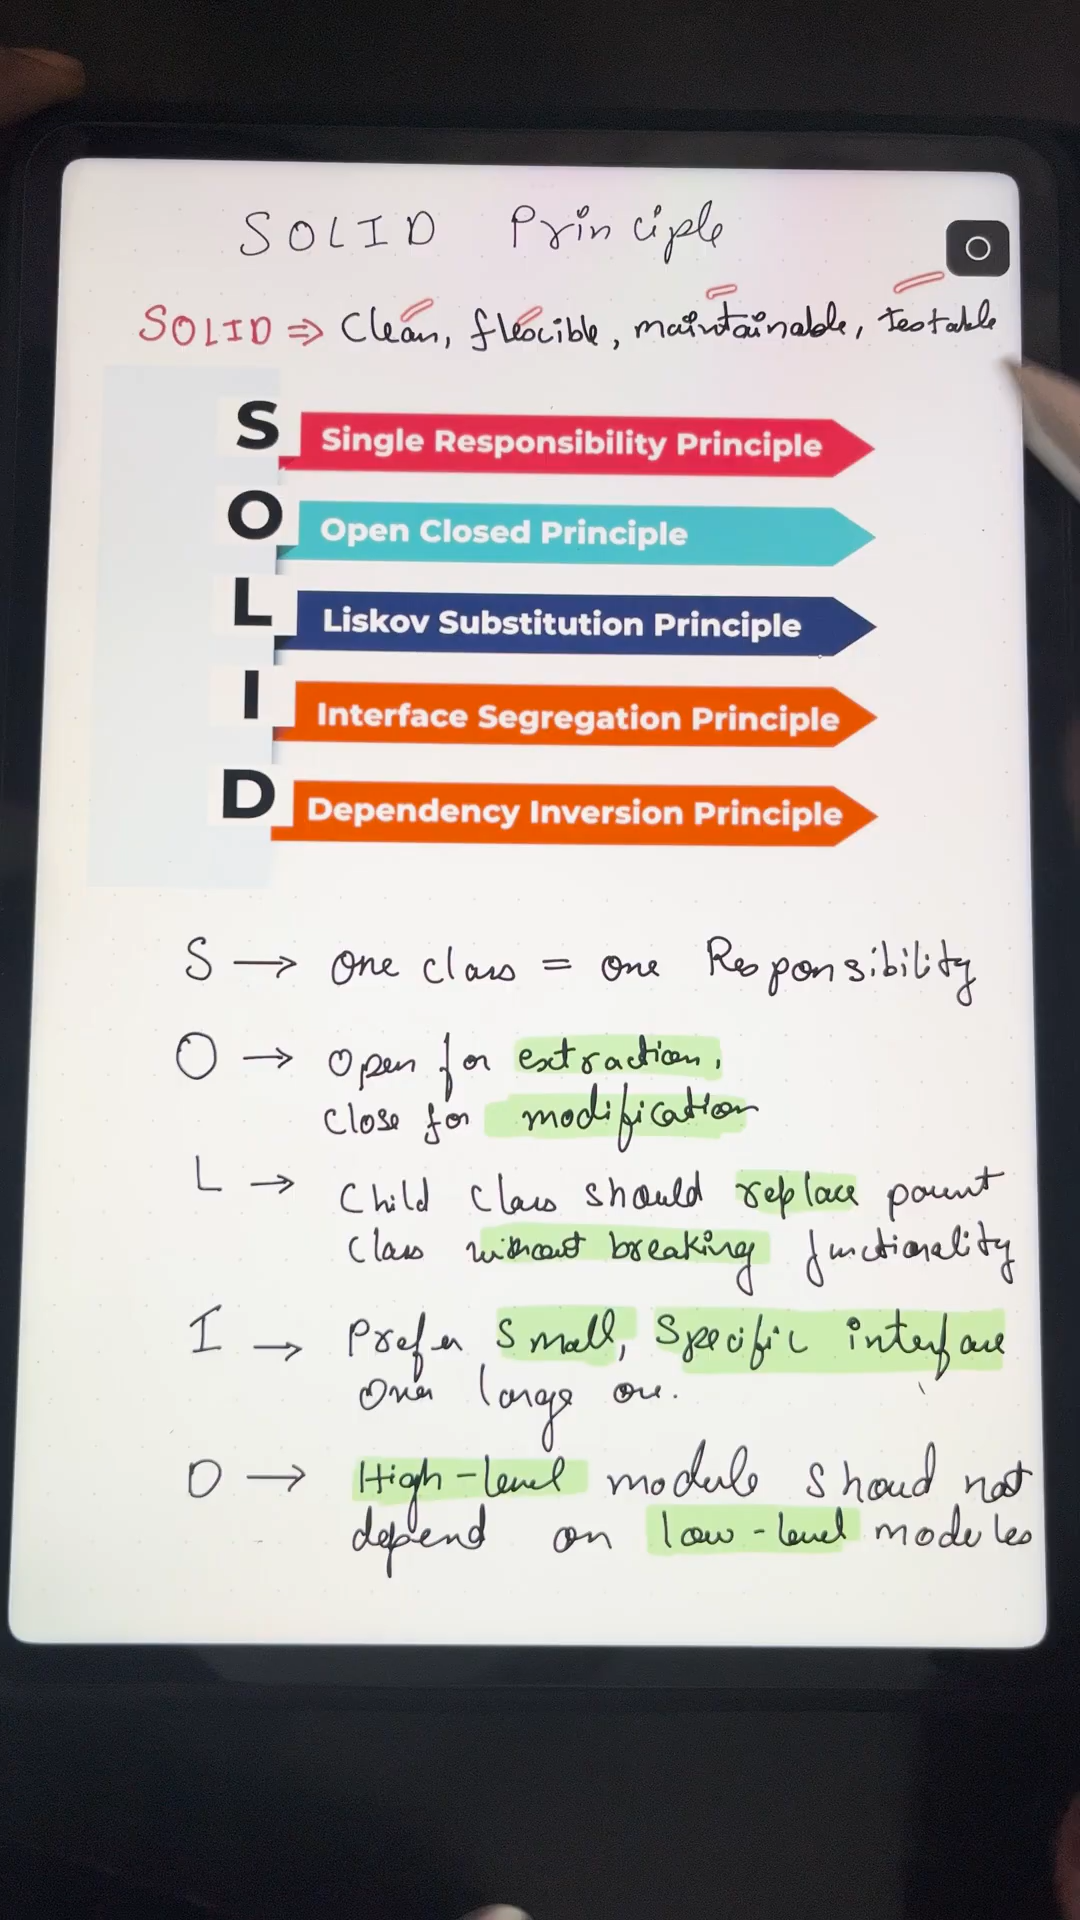 SOLID Principle
SOLID ⇒ Clean, flexible, maintainable, testable
S Single Responsibility Principle
O Open Closed Principle
L Liskov Substitution Principle
I Interface Segregation Principle
D Dependency Inversion Principle
S → One class = one Responsibility
O → Open for extraction,
Close for modification
L → Child class should replace parent
class without breaking functionality
I → Prefer small, specific interface
over large one.
D → High-level module shoud not
depend on low-level modules